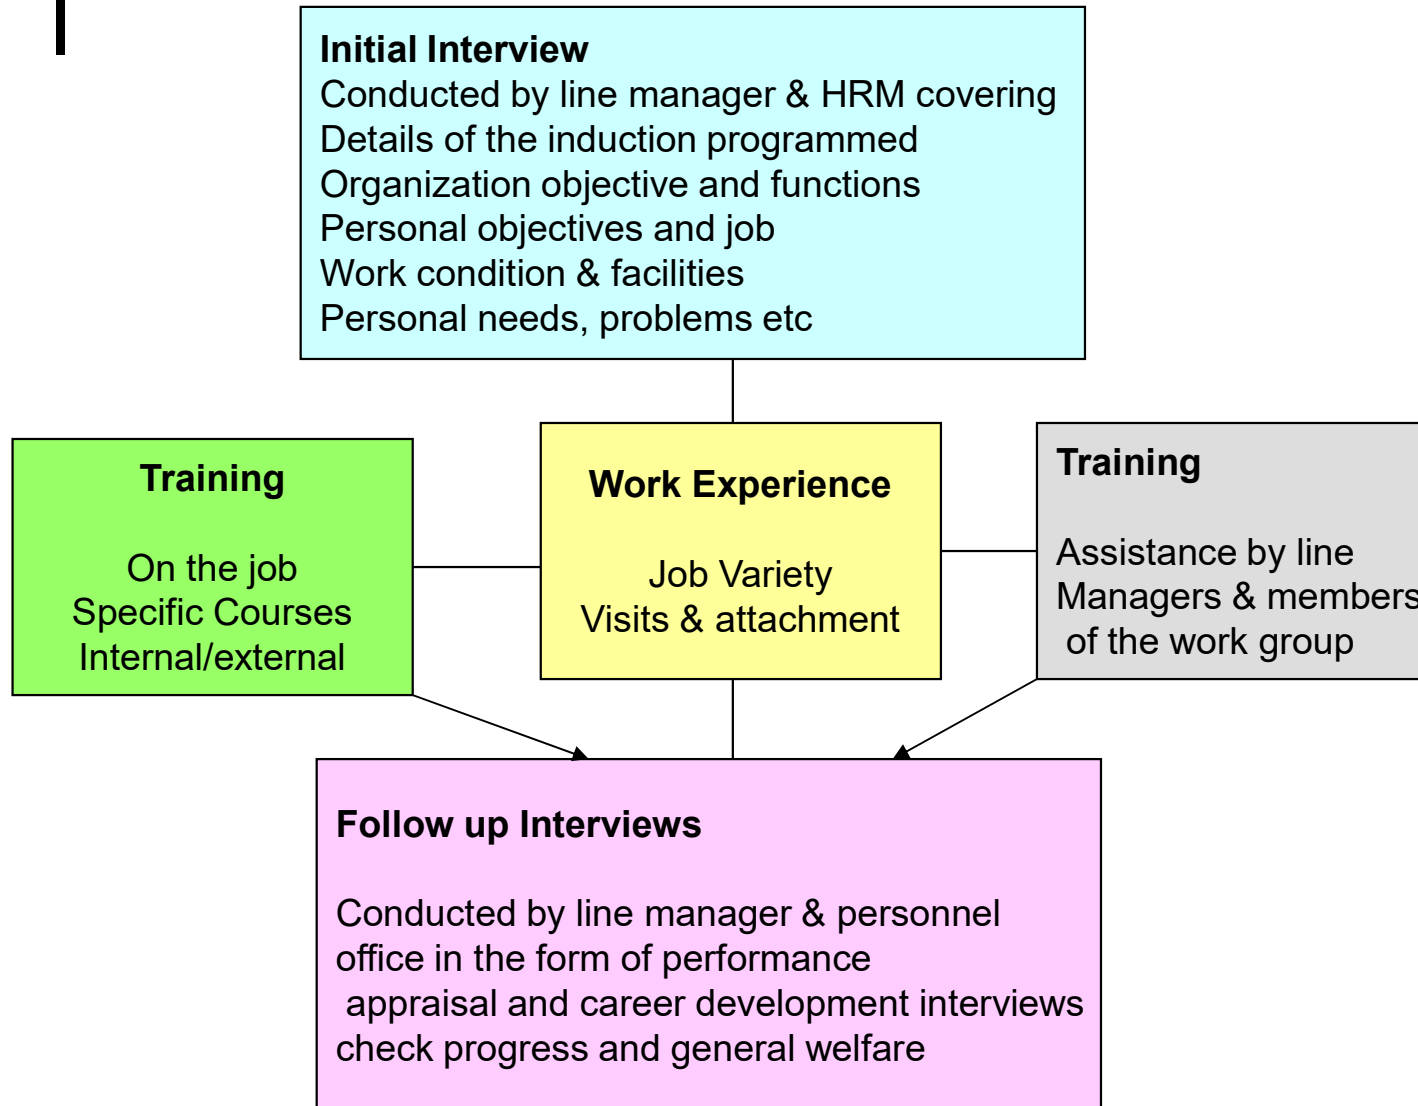 Initial Interview
Conducted by line manager & HRM covering
Details of the induction programmed
Organization objective and functions
Personal objectives and job
Work condition & facilities
Personal needs, problems etc
Training
On the job
Specific Courses
Internal/external
Work Experience
Job Variety
Visits & attachment
Training
Assistance by line
Managers & members
of the work group
Follow up Interviews
Conducted by line manager & personnel
office in the form of performance
appraisal and career development interviews
check progress and general welfare